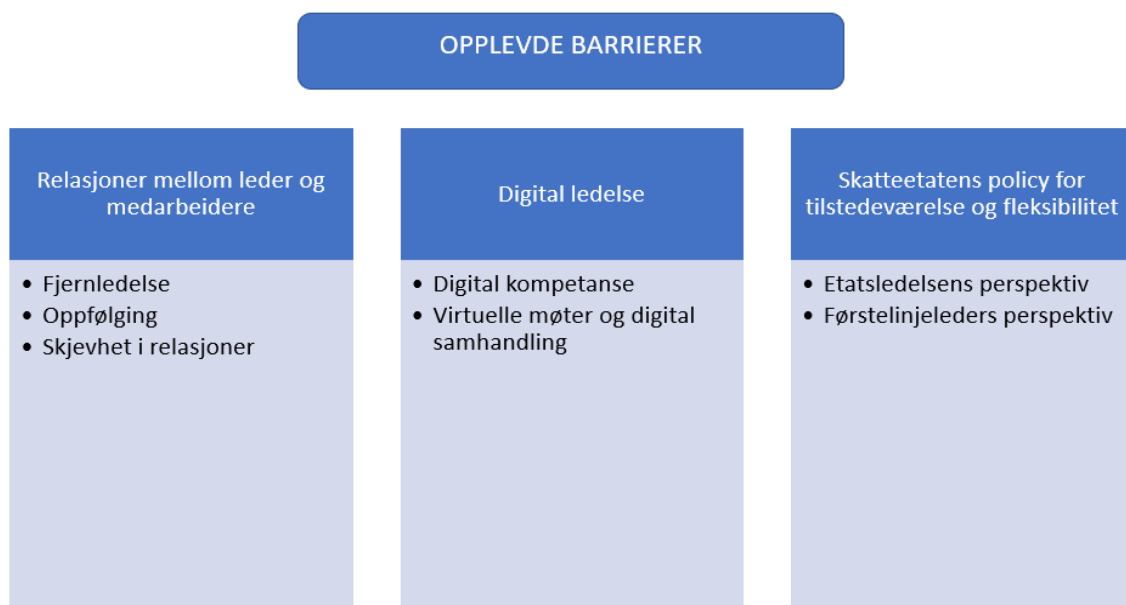 OPPLEVDE BARRIERER
Relasjoner mellom leder og
medarbeidere
• Fjernledelse
• Oppfølging
• Skjevhet i relasjoner
Digital ledelse
• Digital kompetanse
• Virtuelle møter og digital
samhandling
Skatteetatens policy for
tilstedeværelse og fleksibilitet
• Etatsledelsens perspektiv
• Førstelinjeleders perspektiv